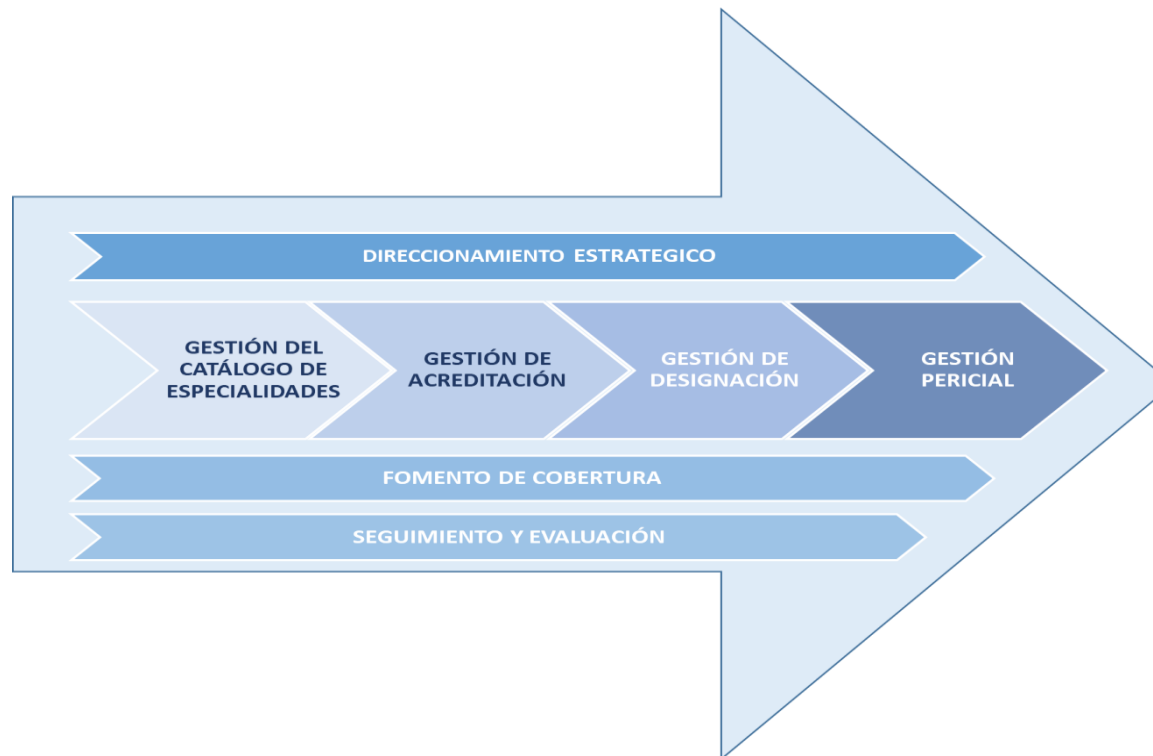 DIRECCIONAMIENTO ESTRATEGICO
GESTIÓN DEL
CATÁLOGO DE
ESPECIALIDADES
GESTIÓN DE
ACREDITACIÓN
GESTIÓN DE
DESIGNACIÓN
GESTIÓN
PERICIAL
FOMENTO DE COBERTURA
SEGUIMIENTO Y EVALUACIÓN